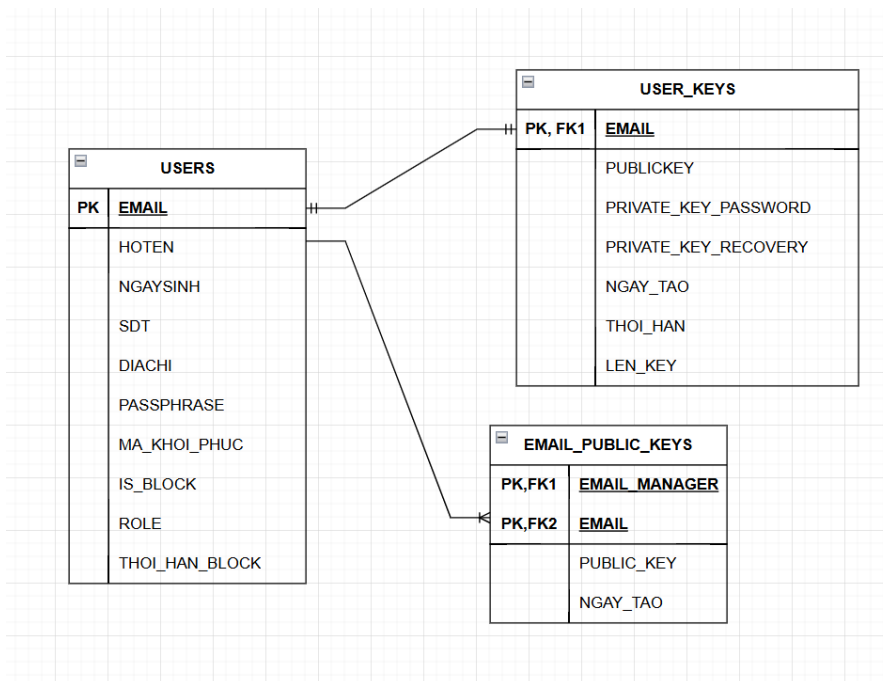 USERS
PK EMAIL
HOTEN
NGAYSINH
SDT
DIACHI
PASSPHRASE
MA_KHOI_PHUC
IS_BLOCK
ROLE
THOI_HAN_BLOCK
USER_KEYS
PK, FK1 EMAIL
PUBLICKEY
PRIVATE_KEY_PASSWORD
PRIVATE_KEY_RECOVERY
NGAY_TAO
THOI_HAN
LEN_KEY
EMAIL_PUBLIC_KEYS
PK,FK1 EMAIL_MANAGER
PK,FK2 EMAIL
PUBLIC_KEY
NGAY_TAO